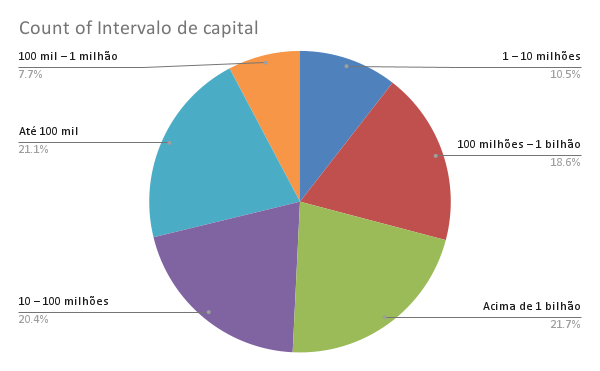 Count of Intervalo de capital
100 mil – 1 milhão
7.7%
1 – 10 milhões
10.5%
Até 100 mil
21.1%
100 milhões – 1 bilhão
18.6%
10 – 100 milhões
20.4%
Acima de 1 bilhão
21.7%